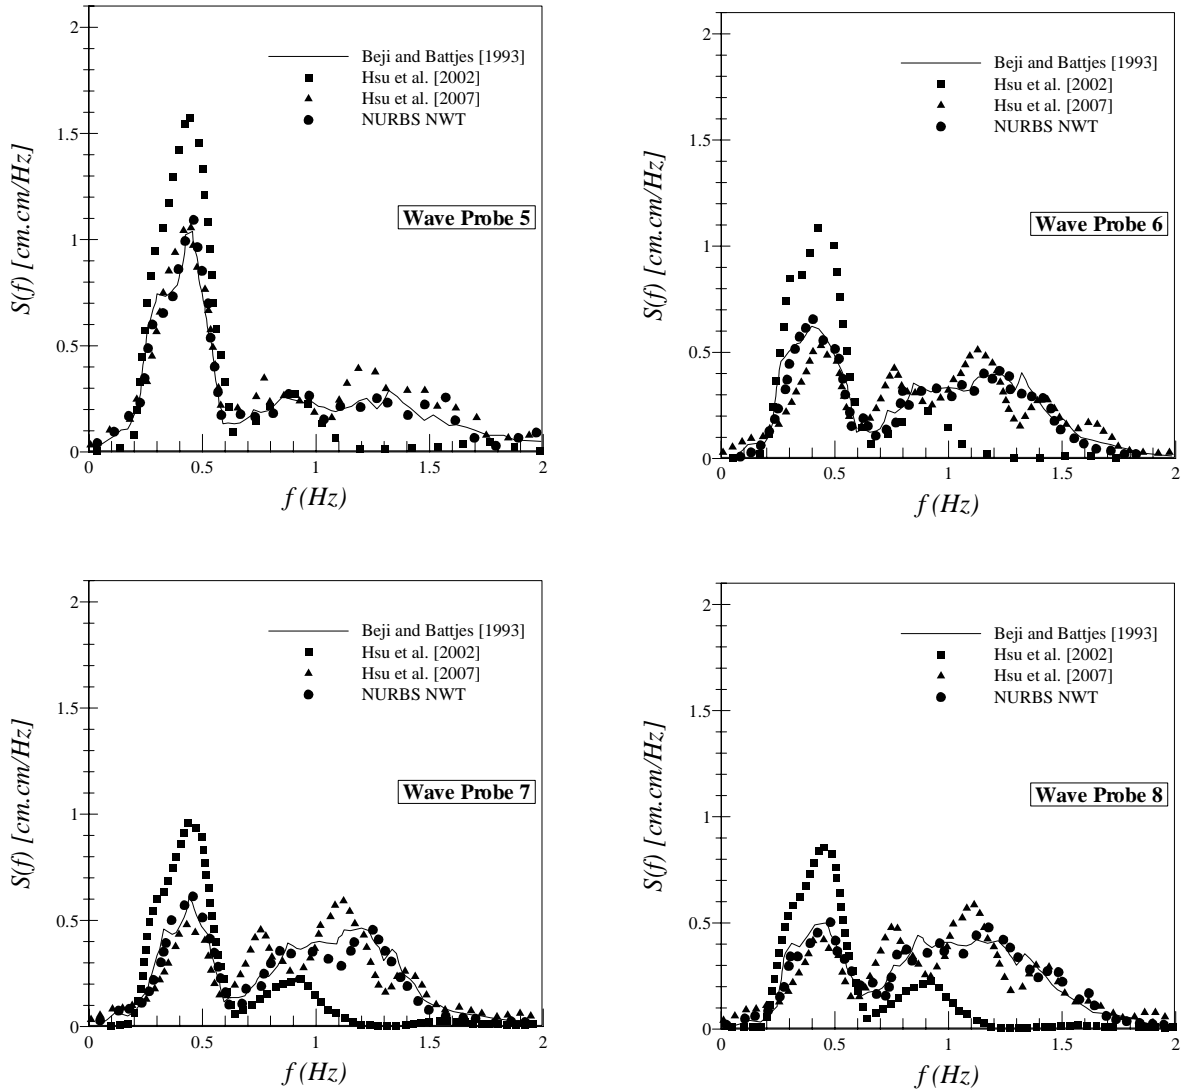 2
Beji and Battjes [1993]
Hsu et al. [2002]
Hsu et al. [2007]
NURBS NWT
1.5
Wave Probe 5
1
0.5
0
S(f) [cm.cm/Hz]
0 0.5 1 1.5 2
f (Hz)
2
Beji and Battjes [1993]
Hsu et al. [2002]
Hsu et al. [2007]
NURBS NWT
1.5
Wave Probe 6
1
0.5
0
S(f) [cm.cm/Hz]
0 0.5 1 1.5 2
f (Hz)
2
Beji and Battjes [1993]
Hsu et al. [2002]
Hsu et al. [2007]
NURBS NWT
1.5
Wave Probe 7
1
0.5
0
S(f) [cm.cm/Hz]
0 0.5 1 1.5 2
f (Hz)
2
Beji and Battjes [1993]
Hsu et al. [2002]
Hsu et al. [2007]
NURBS NWT
1.5
Wave Probe 8
1
0.5
0
S(f) [cm.cm/Hz]
0 0.5 1 1.5 2
f (Hz)